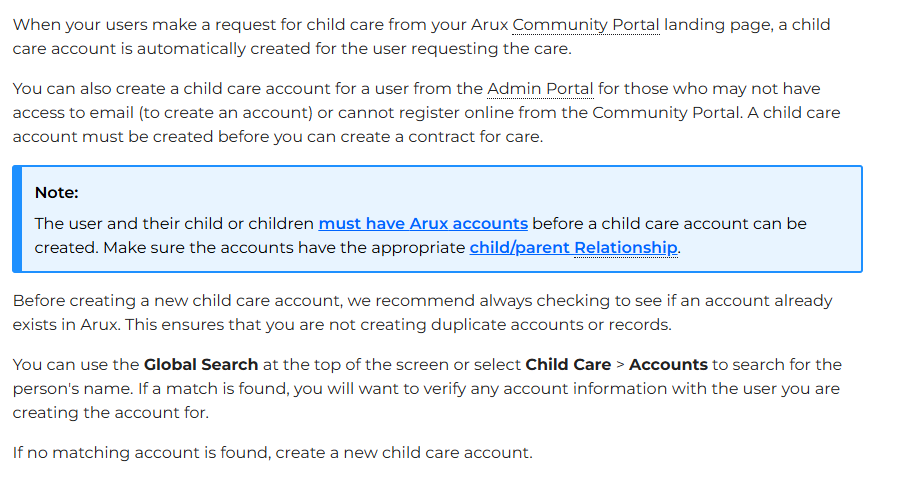 When your users make a request for child care from your Arux Community Portal landing page, a child
care account is automatically created for the user requesting the care.
You can also create a child care account for a user from the Admin Portal for those who may not have
access to email (to create an account) or cannot register online from the Community Portal. A child care
account must be created before you can create a contract for care.
Note:
The user and their child or children must have Arux accounts before a child care account can be
created. Make sure the accounts have the appropriate child/parent Relationship.
Before creating a new child care account, we recommend always checking to see if an account already
exists in Arux. This ensures that you are not creating duplicate accounts or records.
You can use the Global Search at the top of the screen or select Child Care > Accounts to search for the
person's name. If a match is found, you will want to verify any account information with the user you are
creating the account for.
If no matching account is found, create a new child care account.